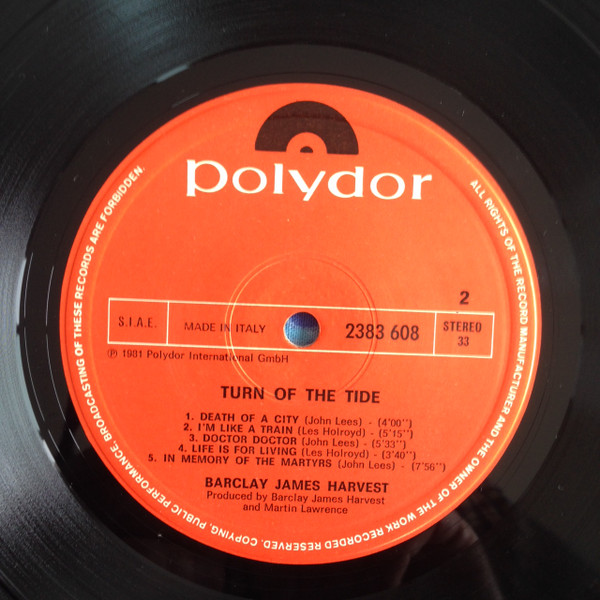 polydor
2
S.I.A.E.
MADE IN ITALY
2383 608
STEREO
33
℗ 1981 Polydor International GmbH
TURN OF THE TIDE
1. DEATH OF A CITY (John Lees) - (4'00'')
2. I'M LIKE A TRAIN (Les Holroyd) - (5'15'')
3. DOCTOR DOCTOR (John Lees) - (5'33'')
4. LIFE IS FOR LIVING (Les Holroyd) - (3'40'')
5. IN MEMORY OF THE MARTYRS (John Lees) - (7'56'')
BARCLAY JAMES HARVEST
Produced by Barclay James Harvest
and Martin Lawrence
ALL RIGHTS OF THE RECORD MANUFACTURER AND THE OWNER OF THE WORK RECORDED RESERVED. COPYING, PUBLIC PERFORMANCE, BROADCASTING OF THESE RECORDS ARE FORBIDDEN.